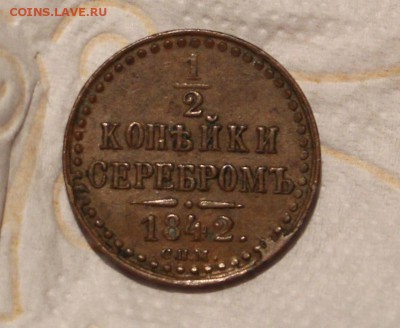 COINS.LAVE.RU
1
2
КОПѢЙКИ
СЕРЕБРОМЪ
1842.